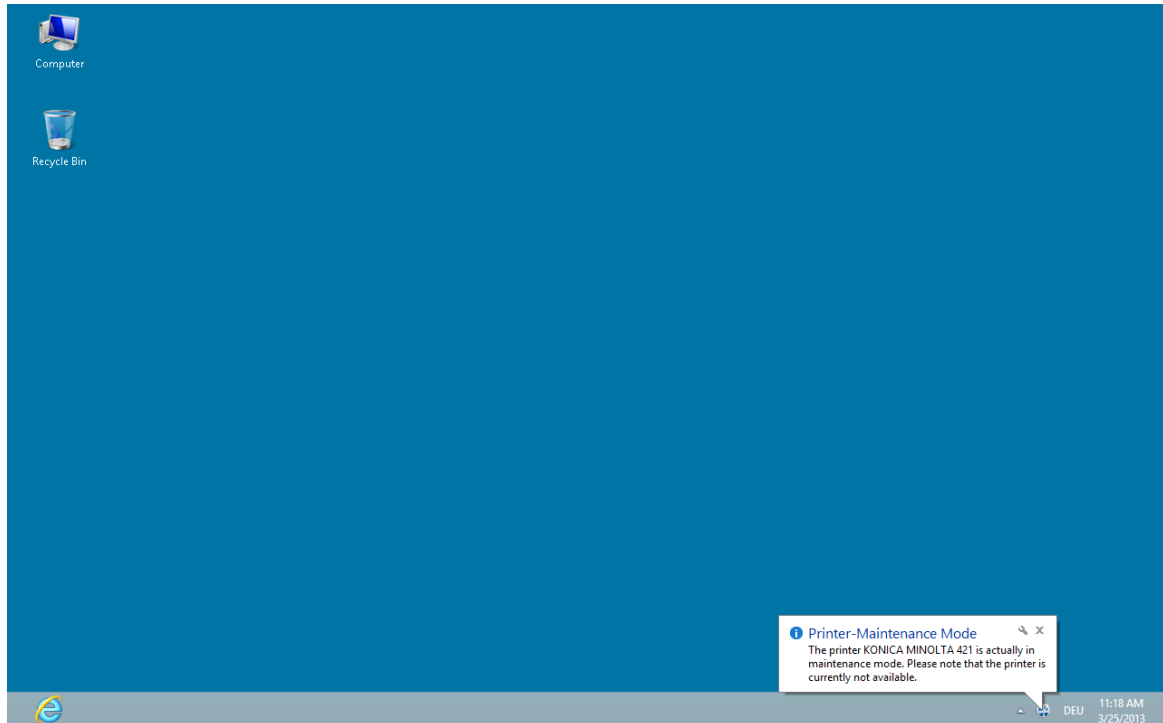 Computer
Recycle Bin
Printer-Maintenance Mode
The printer KONICA MINOLTA 421 is actually in
maintenance mode. Please note that the printer is
currently not available.
DEU
11:18 AM
3/25/2013